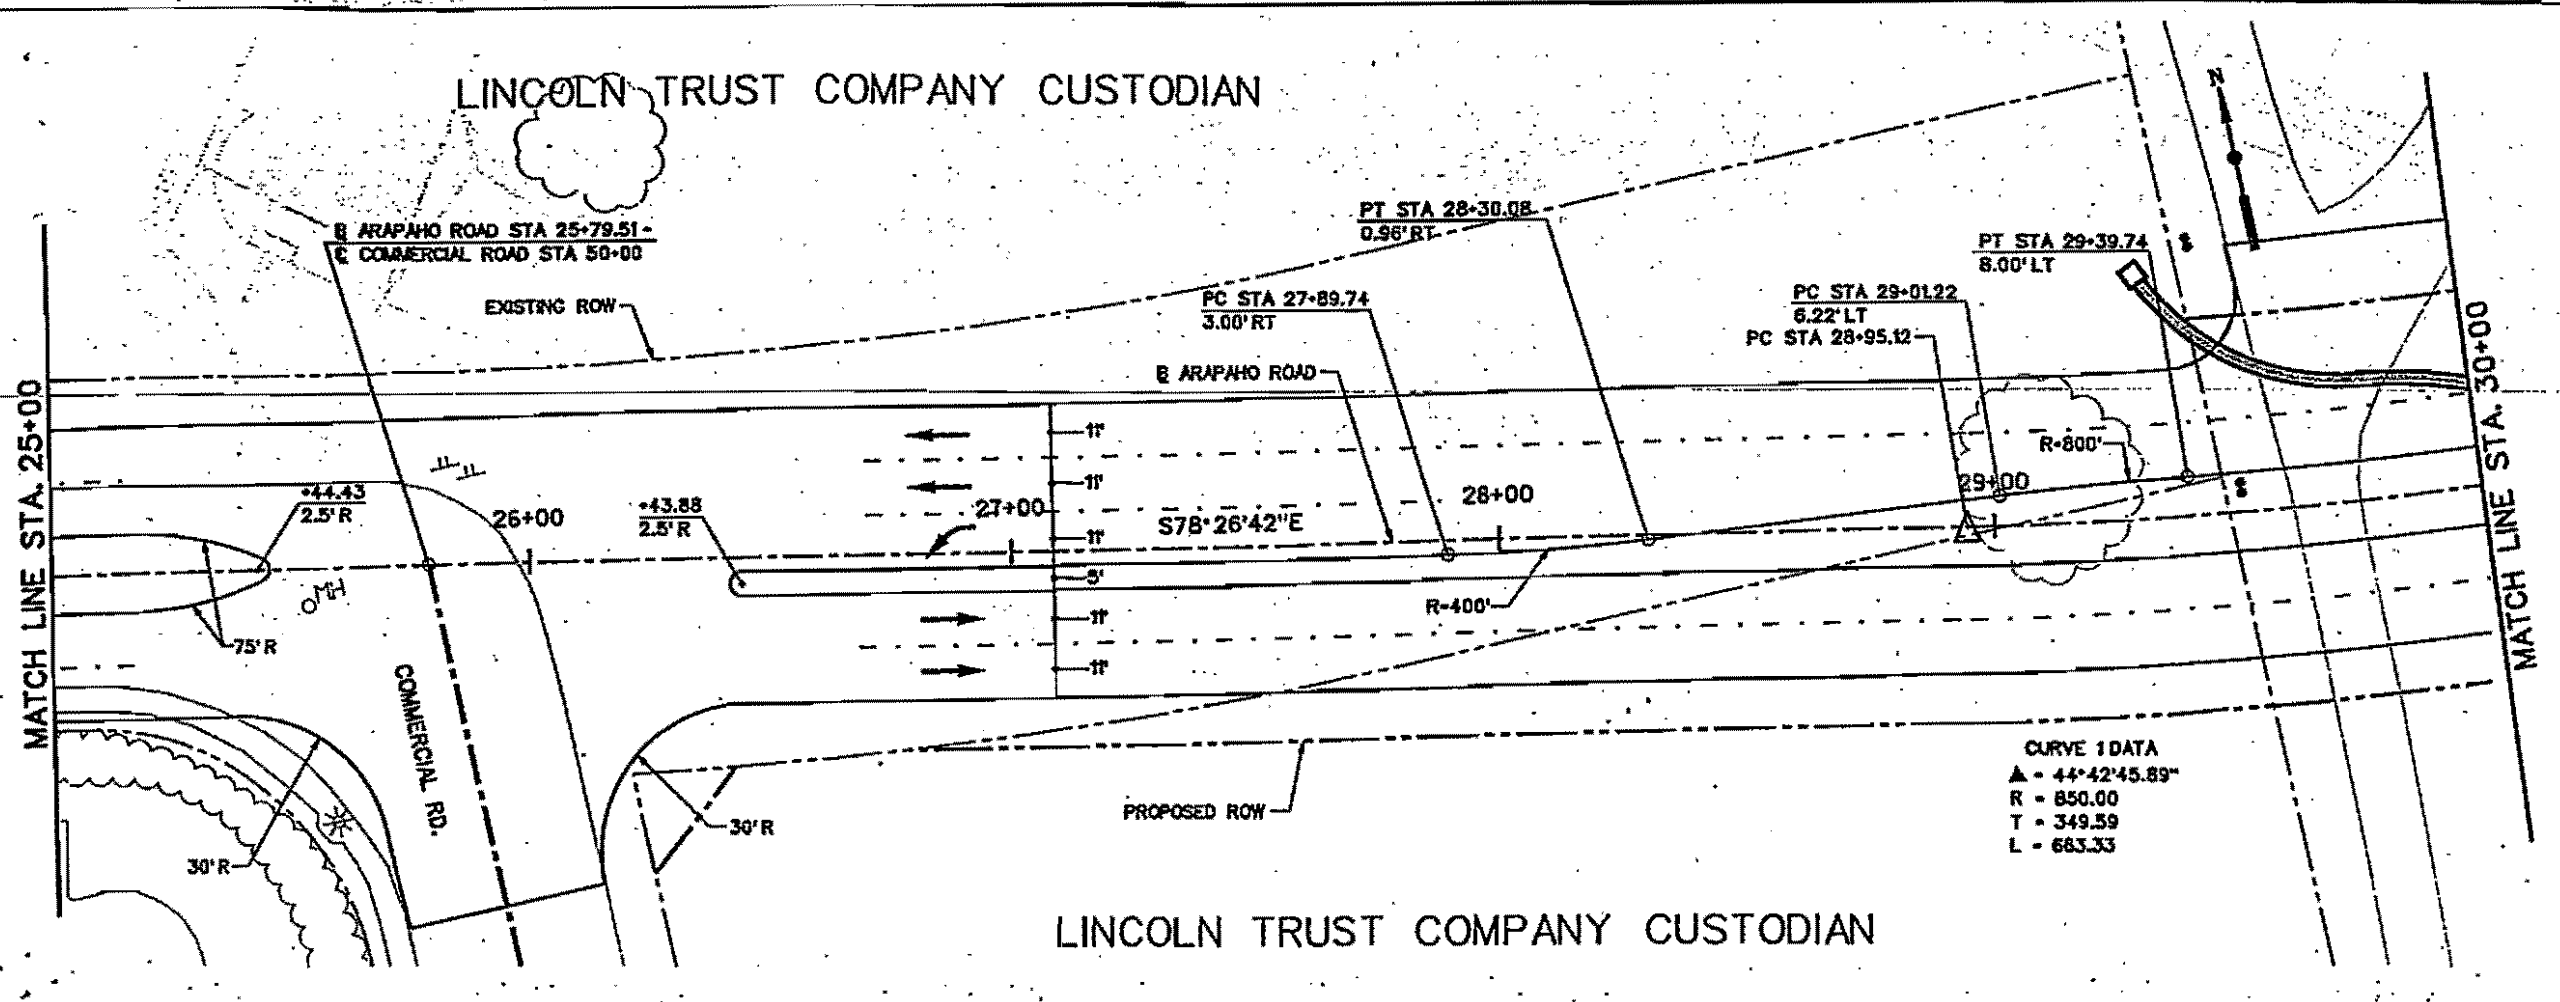 LINCOLN TRUST COMPANY CUSTODIAN
N
B ARAPAHO ROAD STA 25+79.51 -
C COMMERCIAL ROAD STA 50+00
PT STA 28+30.08
0.96' RT
PT STA 29+39.74
8.00' LT
EXISTING ROW
PC STA 27+89.74
3.00' RT
PC STA 29+01.22
6.22' LT
PC STA 28+95.12
B ARAPAHO ROAD
MATCH LINE STA. 25+00
MATCH LINE STA. 30+00
11'
R=800'
11'
+44.43
2.5' R
26+00
+43.88
2.5' R
27+00
28+00
29+00
S78°26'42"E
11'
5'
MH
R=400'
11'
75' R
11'
COMMERCIAL RD.
PROPOSED ROW
30' R
30' R
CURVE 1 DATA
▲ = 44°42'45.89"
R = 850.00
T = 349.59
L = 663.33
LINCOLN TRUST COMPANY CUSTODIAN